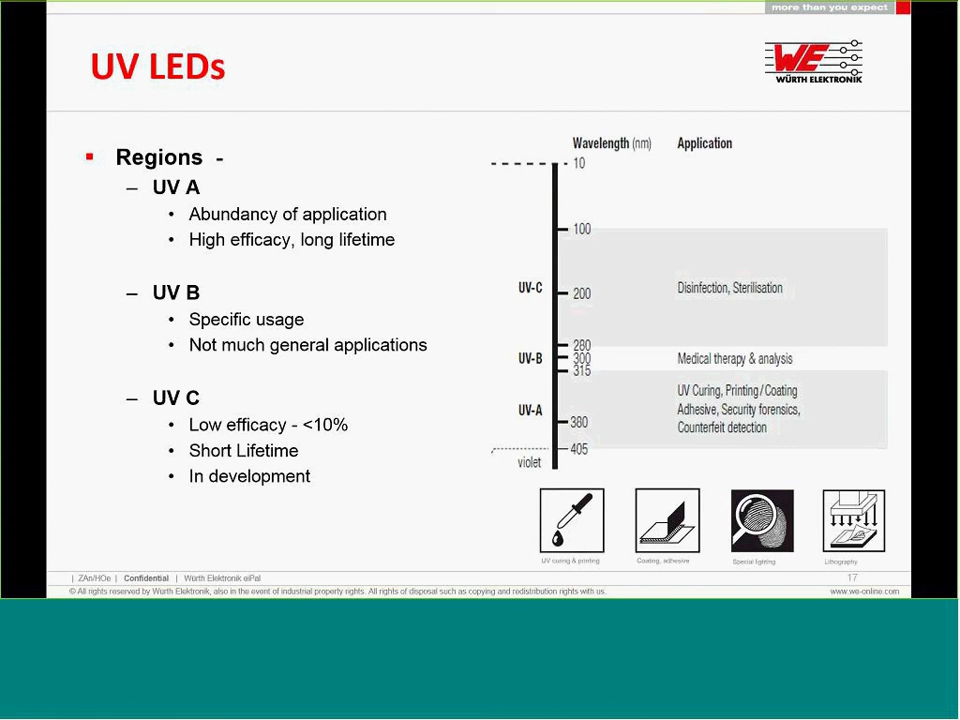 more than you expect
UV LEDs
WE
WÜRTH ELEKTRONIK
Regions -
– UV A
• Abundancy of application
• High efficacy, long lifetime
– UV B
• Specific usage
• Not much general applications
– UV C
• Low efficacy - <10%
• Short Lifetime
• In development
Wavelength (nm) Application
10
100
UV-C 200 Disinfection, Sterilisation
280
UV-B 300 Medical therapy & analysis
315
UV Curing, Printing/Coating
UV-A Adhesive, Security forensics,
380 Counterfeit detection
405
violet
UV curing & printing Coating, adhesive Special lighting Lithography
| ZAn/HOe | Confidential | Würth Elektronik eiPal 17
© All rights reserved by Wurth Elektronik, also in the event of industrial property rights. All rights of disposal such as copying and redistribution rights with us. www.we-online.com